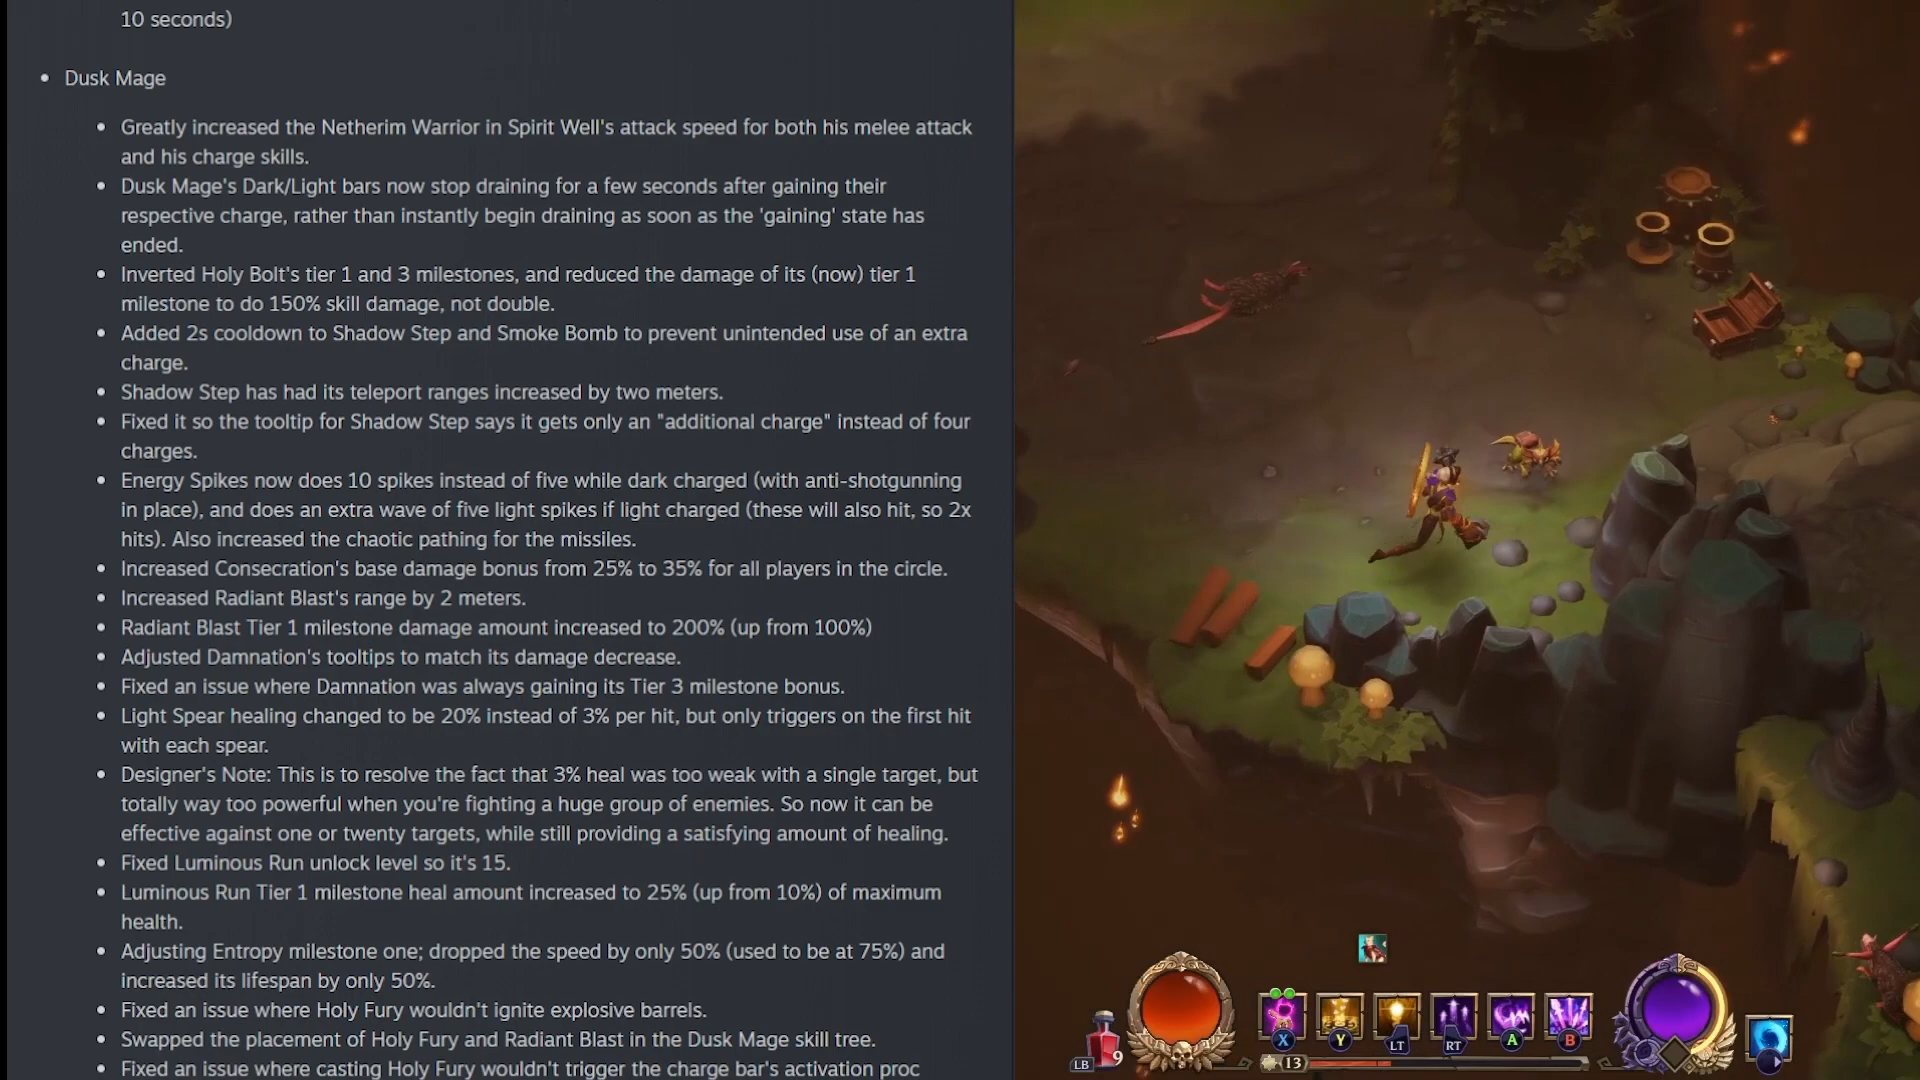 10 seconds)
Dusk Mage
Greatly increased the Netherim Warrior in Spirit Well's attack speed for both his melee attack
and his charge skills.
Dusk Mage's Dark/Light bars now stop draining for a few seconds after gaining their
respective charge, rather than instantly begin draining as soon as the 'gaining' state has
ended.
Inverted Holy Bolt's tier 1 and 3 milestones, and reduced the damage of its (now) tier 1
milestone to do 150% skill damage, not double.
Added 2s cooldown to Shadow Step and Smoke Bomb to prevent unintended use of an extra
charge.
Shadow Step has had its teleport ranges increased by two meters.
Fixed it so the tooltip for Shadow Step says it gets only an "additional charge" instead of four
charges.
Energy Spikes now does 10 spikes instead of five while dark charged (with anti-shotgunning
in place), and does an extra wave of five light spikes if light charged (these will also hit, so 2x
hits). Also increased the chaotic pathing for the missiles.
Increased Consecration's base damage bonus from 25% to 35% for all players in the circle.
Increased Radiant Blast's range by 2 meters.
Radiant Blast Tier 1 milestone damage amount increased to 200% (up from 100%)
Adjusted Damnation's tooltips to match its damage decrease.
Fixed an issue where Damnation was always gaining its Tier 3 milestone bonus.
Light Spear healing changed to be 20% instead of 3% per hit, but only triggers on the first hit
with each spear.
Designer's Note: This is to resolve the fact that 3% heal was too weak with a single target, but
totally way too powerful when you're fighting a huge group of enemies. So now it can be
effective against one or twenty targets, while still providing a satisfying amount of healing.
Fixed Luminous Run unlock level so it's 15.
Luminous Run Tier 1 milestone heal amount increased to 25% (up from 10%) of maximum
health.
Adjusting Entropy milestone one; dropped the speed by only 50% (used to be at 75%) and
increased its lifespan by only 50%.
Fixed an issue where Holy Fury wouldn't ignite explosive barrels.
Swapped the placement of Holy Fury and Radiant Blast in the Dusk Mage skill tree.
Fixed an issue where casting Holy Fury wouldn't trigger the charge bar's activation proc
LB 9 X Y LT RT A B
13